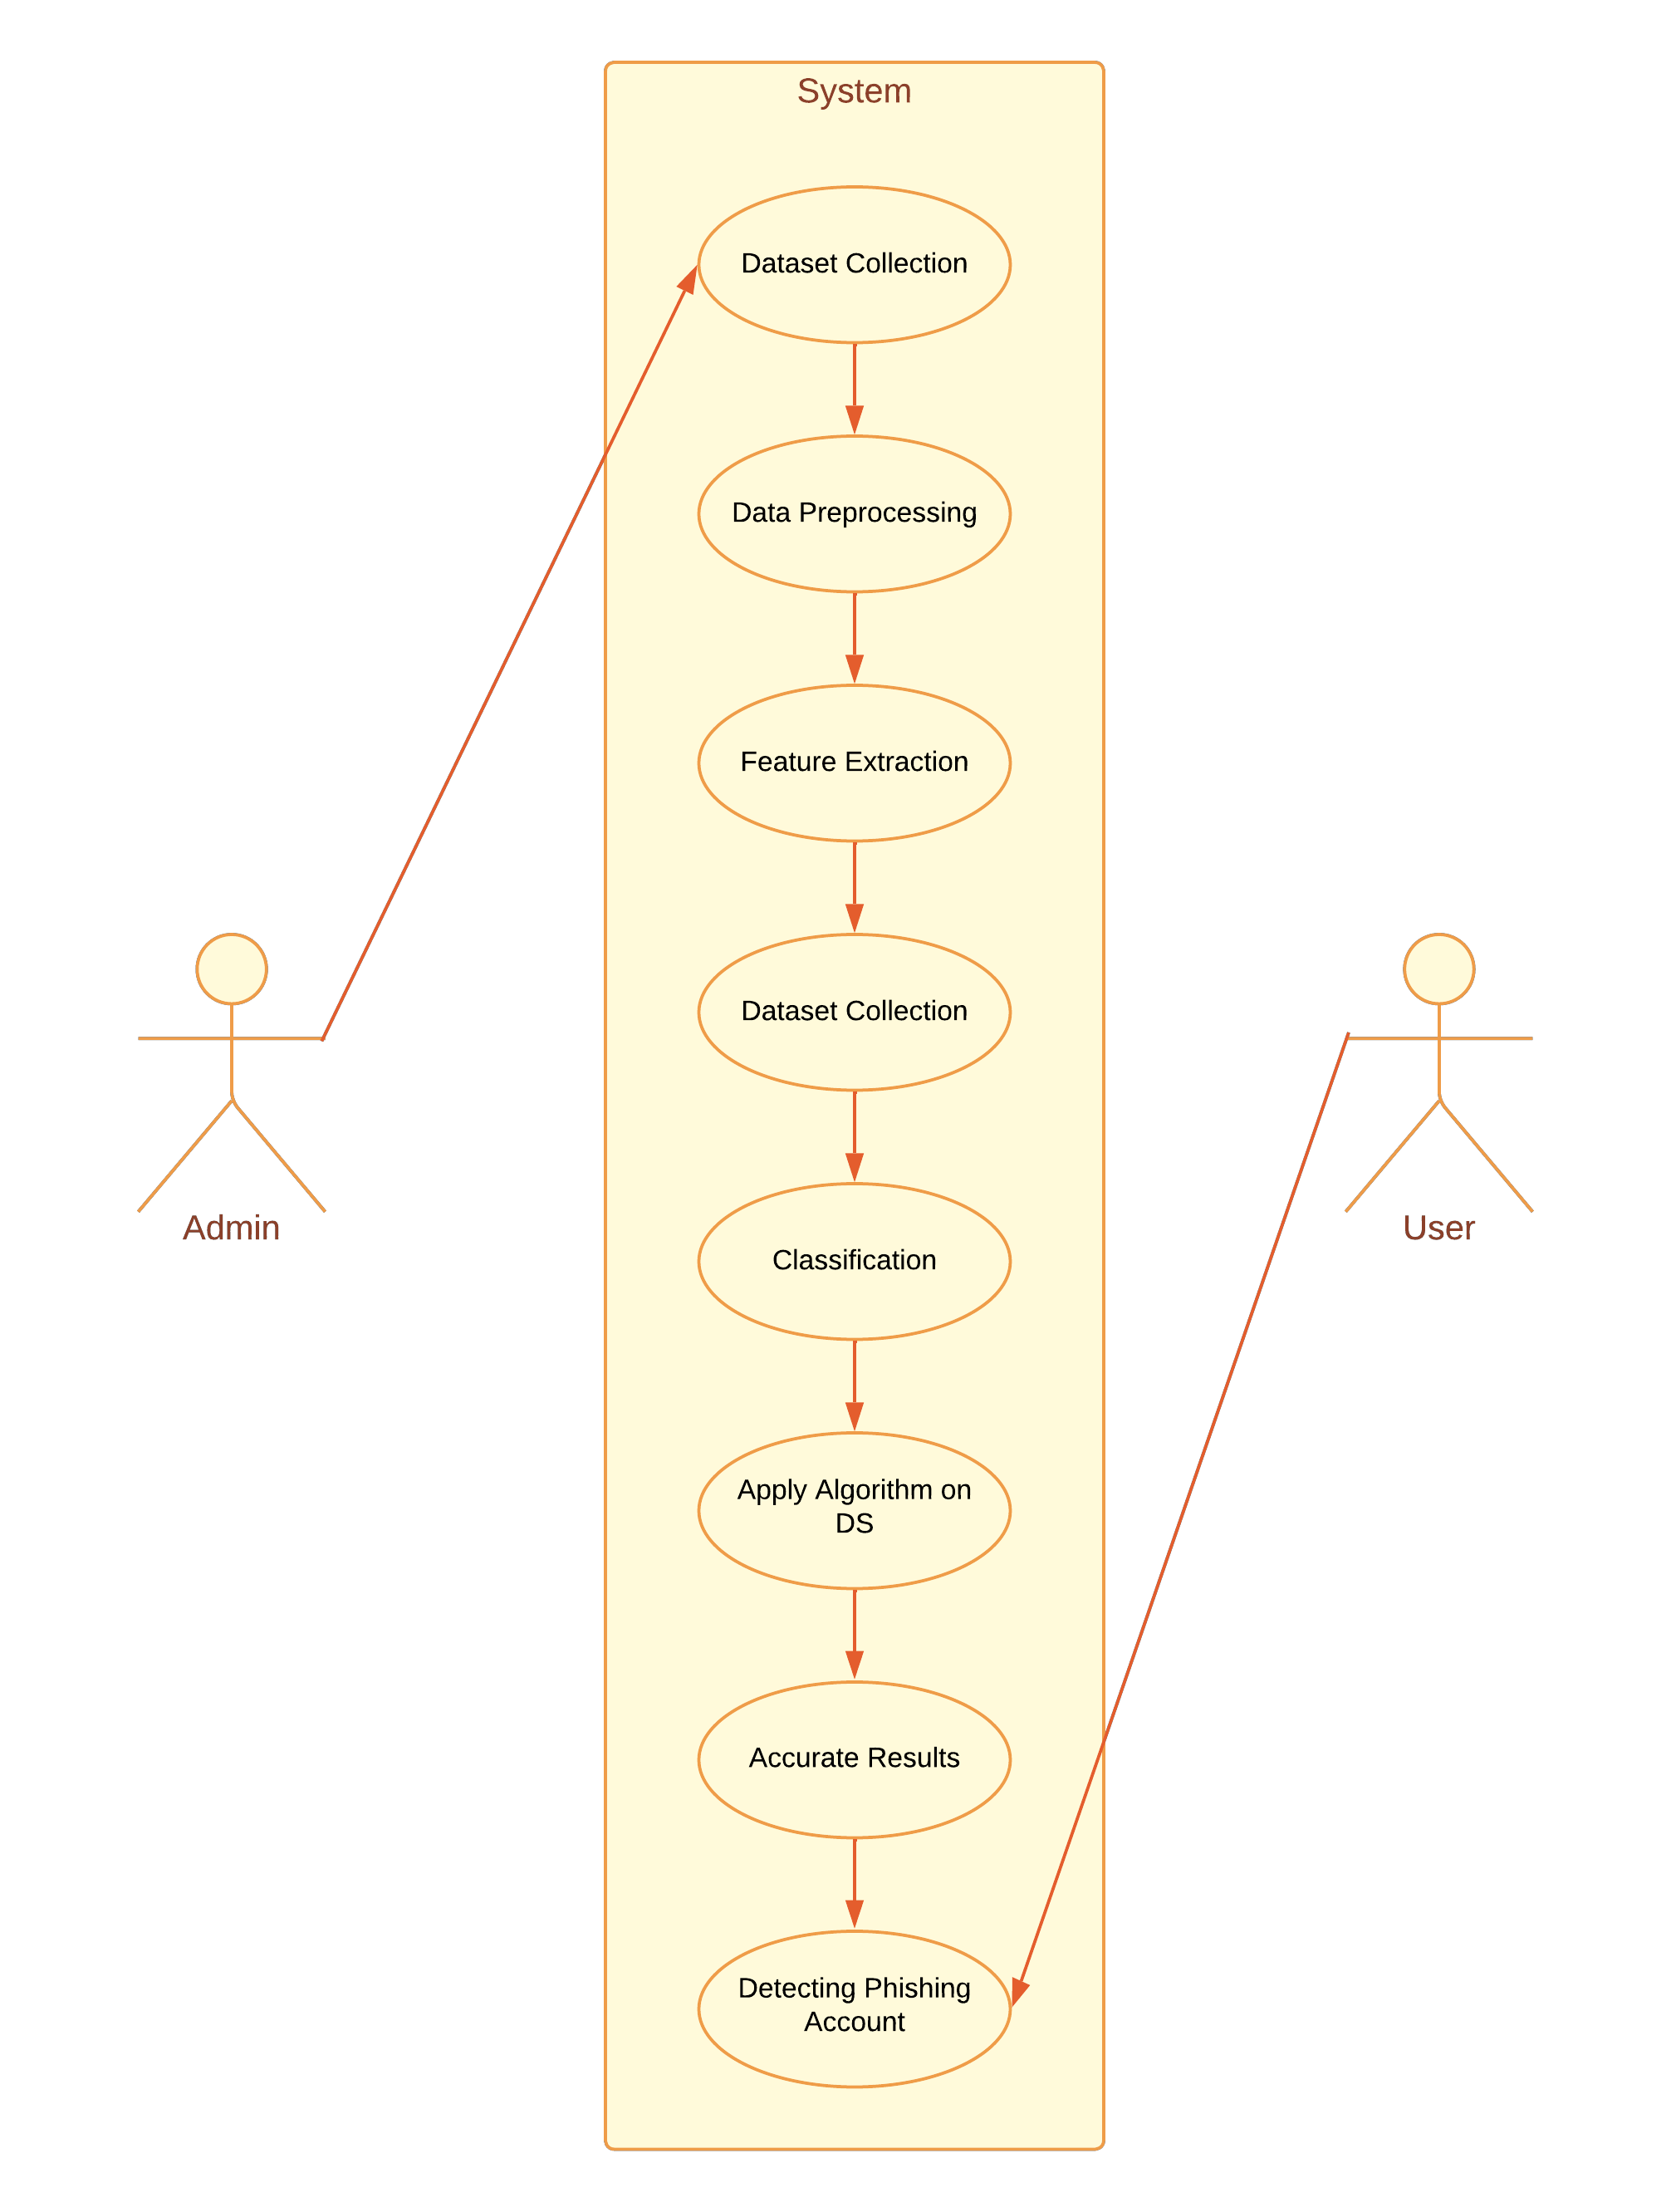 System
Dataset Collection
Data Preprocessing
Feature Extraction
Dataset Collection
Admin
User
Classification
Apply Algorithm on
DS
Accurate Results
Detecting Phishing
Account